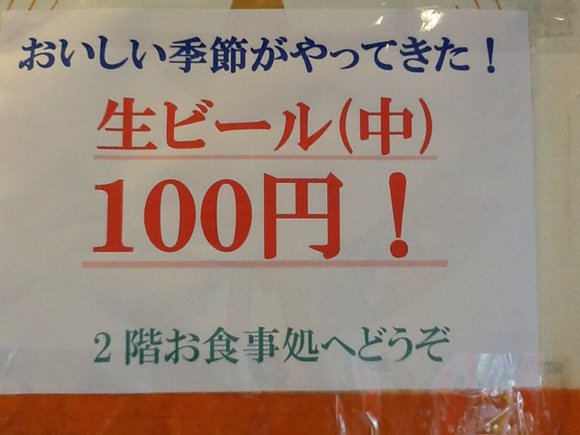 おいしい季節がやってきた！
生ビール(中)
100円！
2階お食事処へどうぞ